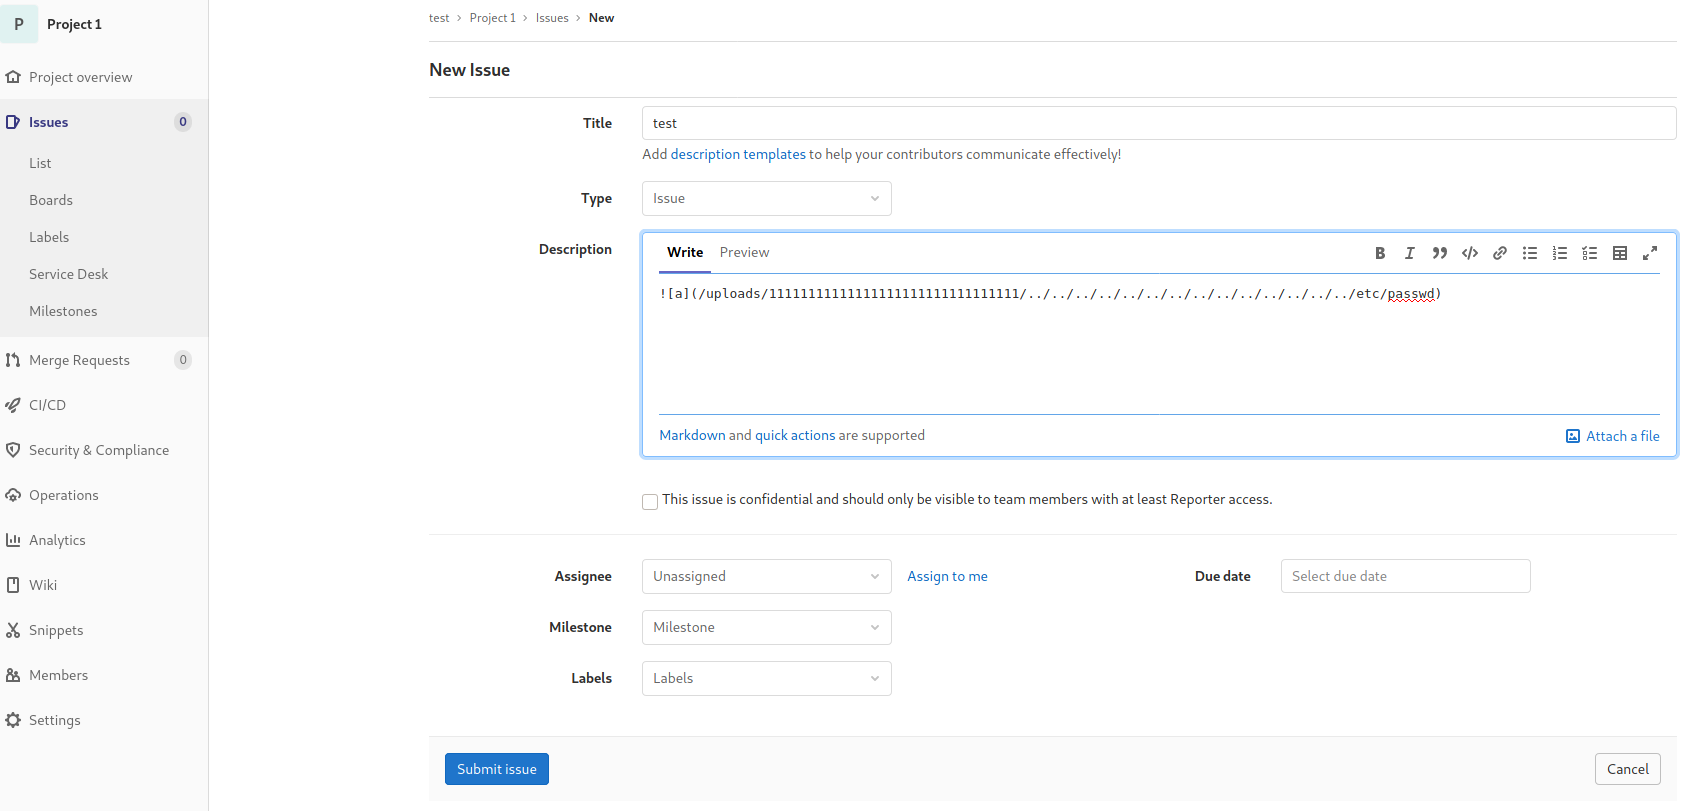 P Project 1
Project overview
Issues 0
List
Boards
Labels
Service Desk
Milestones
Merge Requests 0
CI/CD
Security & Compliance
Operations
Analytics
Wiki
Snippets
Members
Settings
test > Project 1 > Issues > New
New Issue
Title test
Add description templates to help your contributors communicate effectively!
Type Issue
Description Write Preview
![a](/uploads/11111111111111111111111111111111/../../../../../../../../../../../../../../etc/passwd)
Markdown and quick actions are supported Attach a file
This issue is confidential and should only be visible to team members with at least Reporter access.
Assignee Unassigned Assign to me Due date Select due date
Milestone Milestone
Labels Labels
Submit issue Cancel